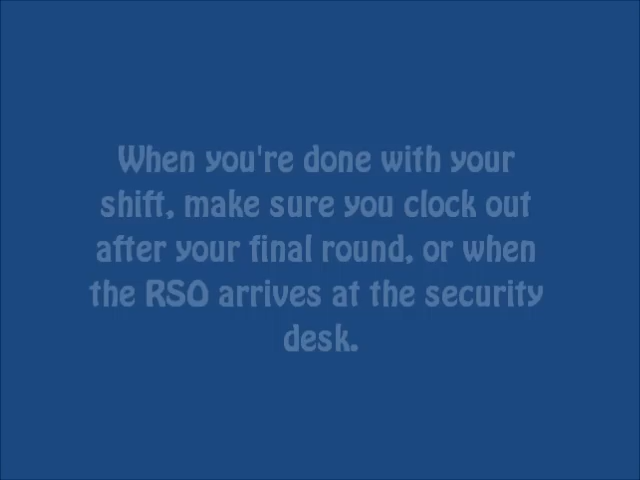 When you're done with your
shift, make sure you clock out
after your final round, or when
the RSO arrives at the security
desk.